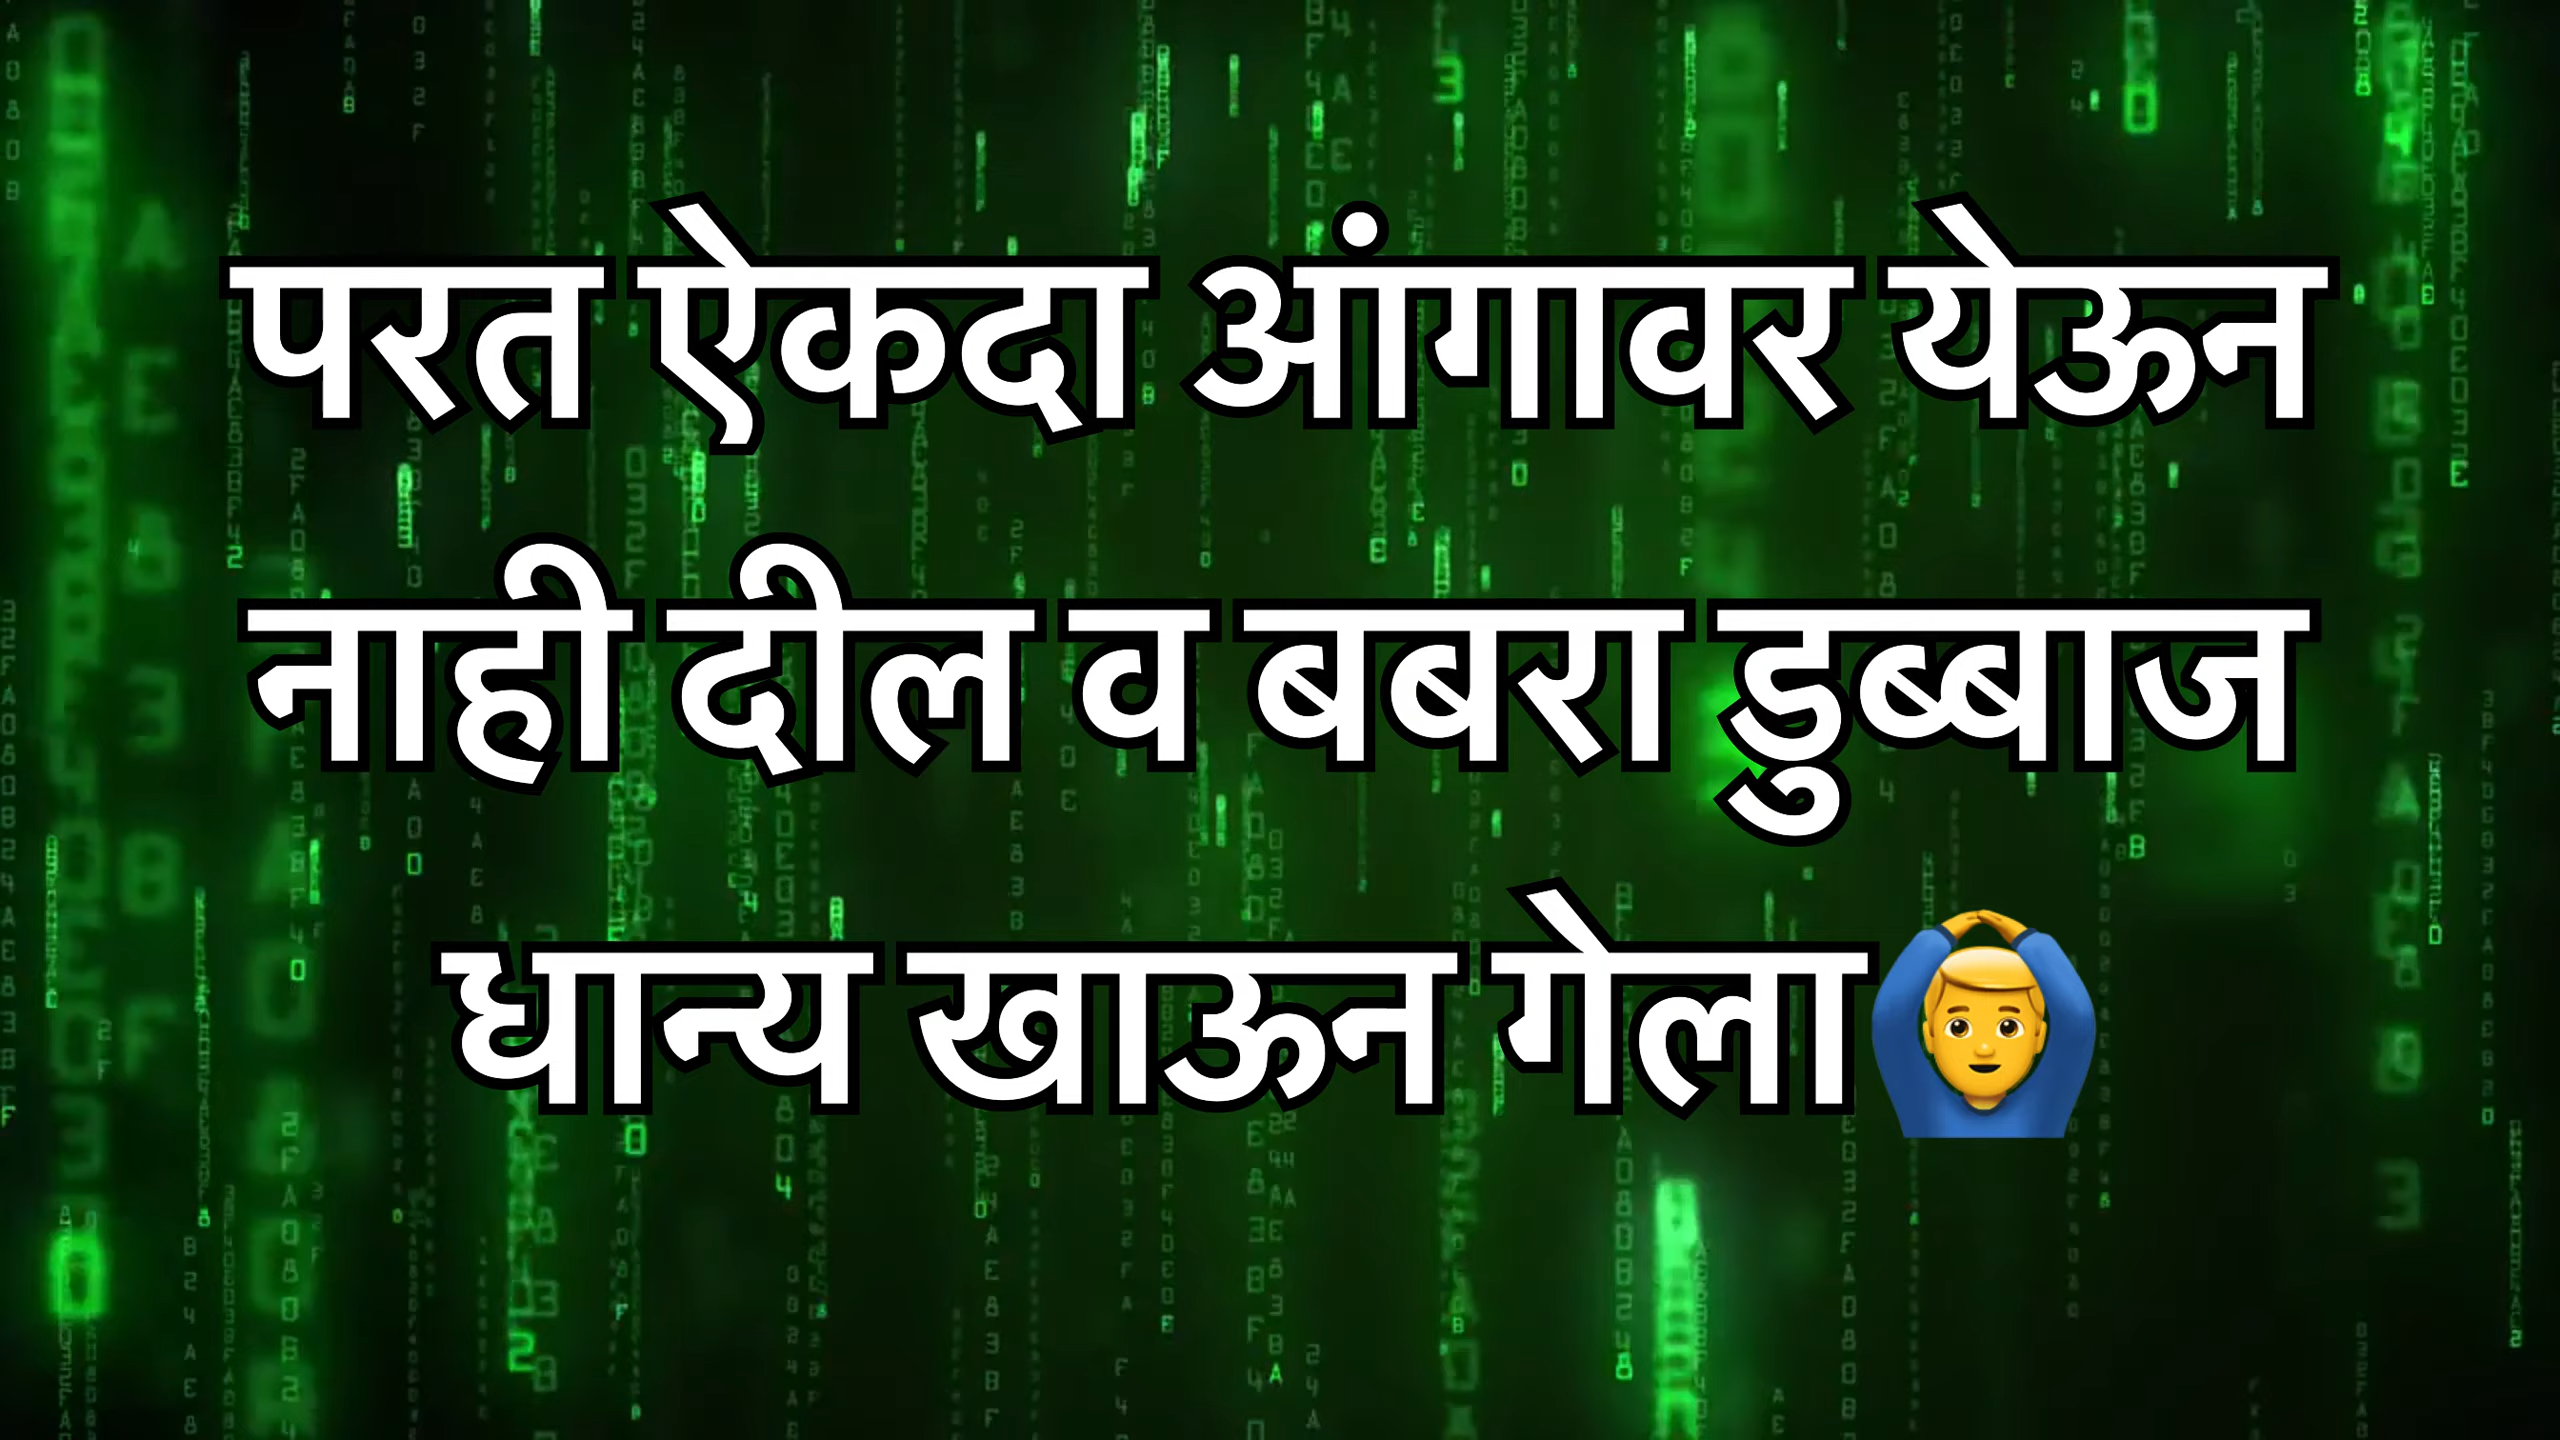 परत ऐकदा आंगावर येऊन
नाही दील व बबरा डुब्बाज
धान्य खाऊन गेला🙆‍♂️